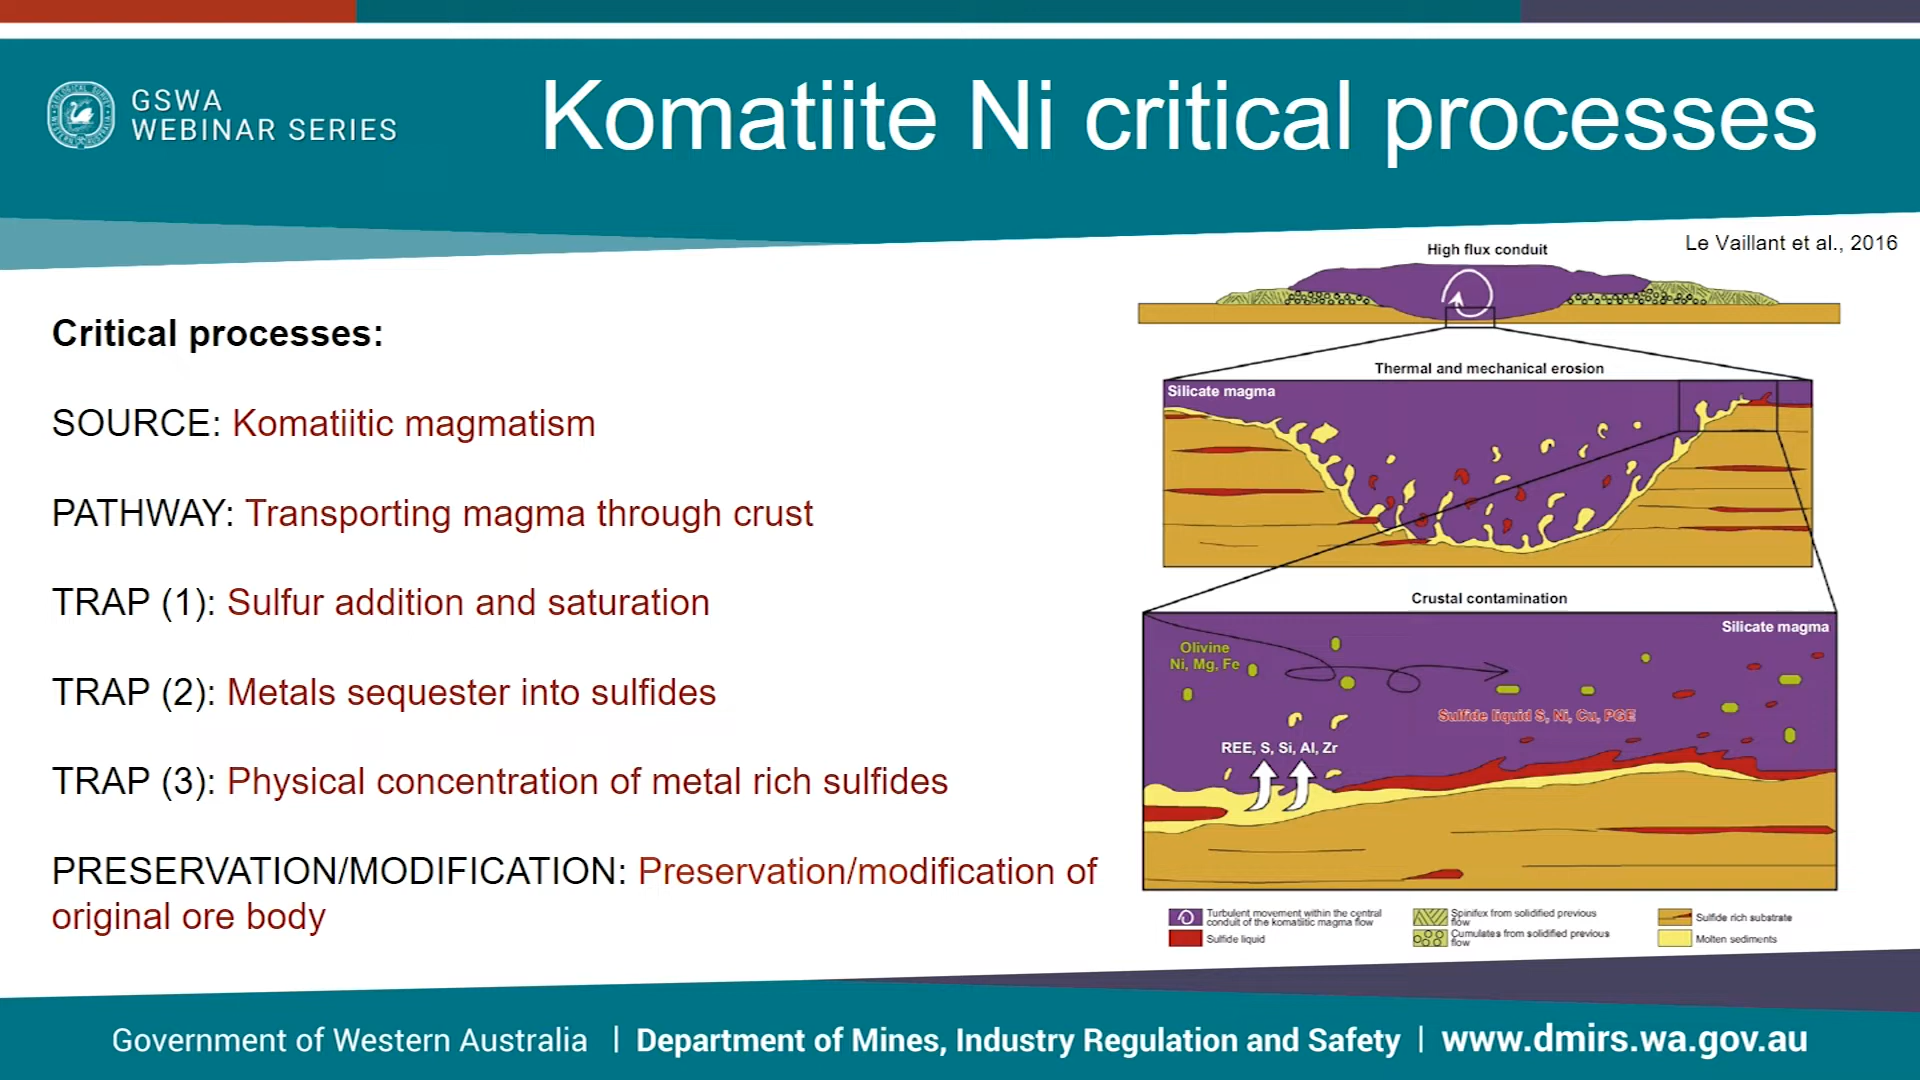 GSWA
WEBINAR SERIES
Komatiite Ni critical processes
Le Vaillant et al., 2016
Critical processes:
SOURCE: Komatiitic magmatism
PATHWAY: Transporting magma through crust
TRAP (1): Sulfur addition and saturation
TRAP (2): Metals sequester into sulfides
TRAP (3): Physical concentration of metal rich sulfides
PRESERVATION/MODIFICATION: Preservation/modification of
original ore body
High flux conduit
Thermal and mechanical erosion
Silicate magma
Crustal contamination
Silicate magma
Olivine
Ni, Mg, Fe
Sulfide liquid S, Ni, Cu, PGE
REE, S, Si, Al, Zr
Turbulent movement within the central
conduit of the komatiitic magma flow
Sulfide liquid
Spinifex from solidified previous
flow
Cumulates from solidified previous
flow
Sulfide rich substrate
Molten sediments
Government of Western Australia | Department of Mines, Industry Regulation and Safety | www.dmirs.wa.gov.au